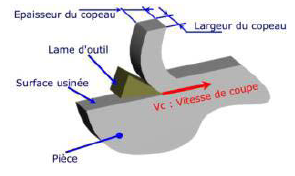 Epaisseur du copeau
Largeur du copeau
Lame d'outil
Surface usinée
Vc : Vitesse de coupe
Pièce